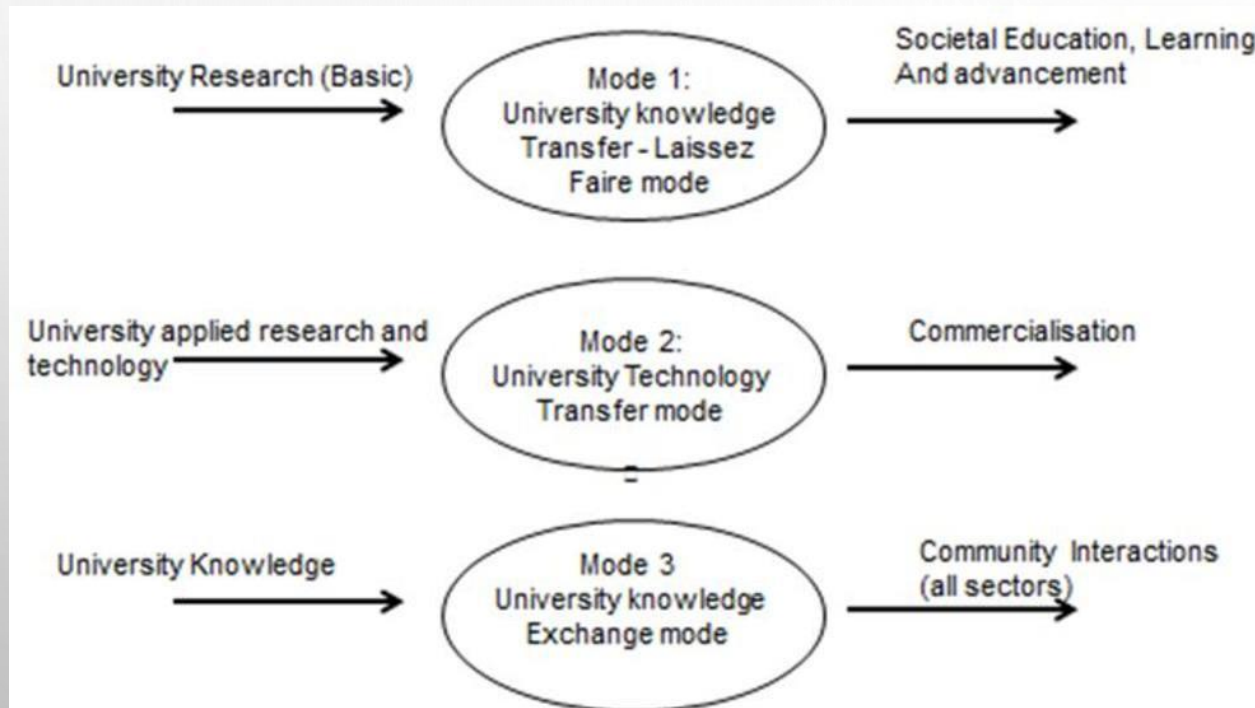 University Research (Basic)
Mode 1:
University knowledge
Transfer - Laissez
Faire mode
Societal Education, Learning
And advancement
University applied research and
technology
Mode 2:
University Technology
Transfer mode
Commercialisation
University Knowledge
Mode 3
University knowledge
Exchange mode
Community Interactions
(all sectors)